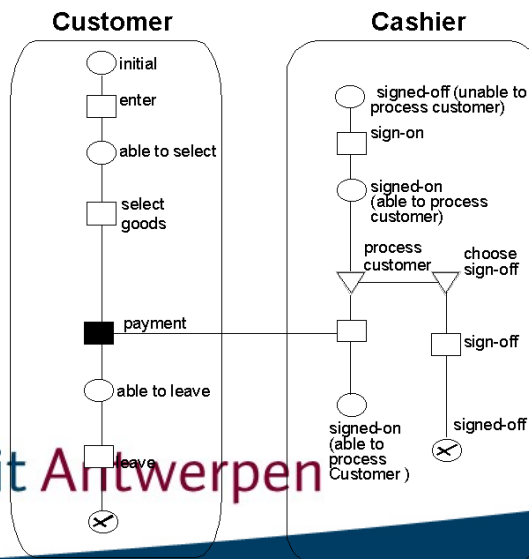 Customer
initial
enter
able to select
select
goods
payment
able to leave
leave
Cashier
signed-off (unable to
process customer)
sign-on
signed-on
(able to process
customer)
process
customer
choose
sign-off
sign-off
signed-on
(able to
process
Customer )
signed-off
it Antwerpen